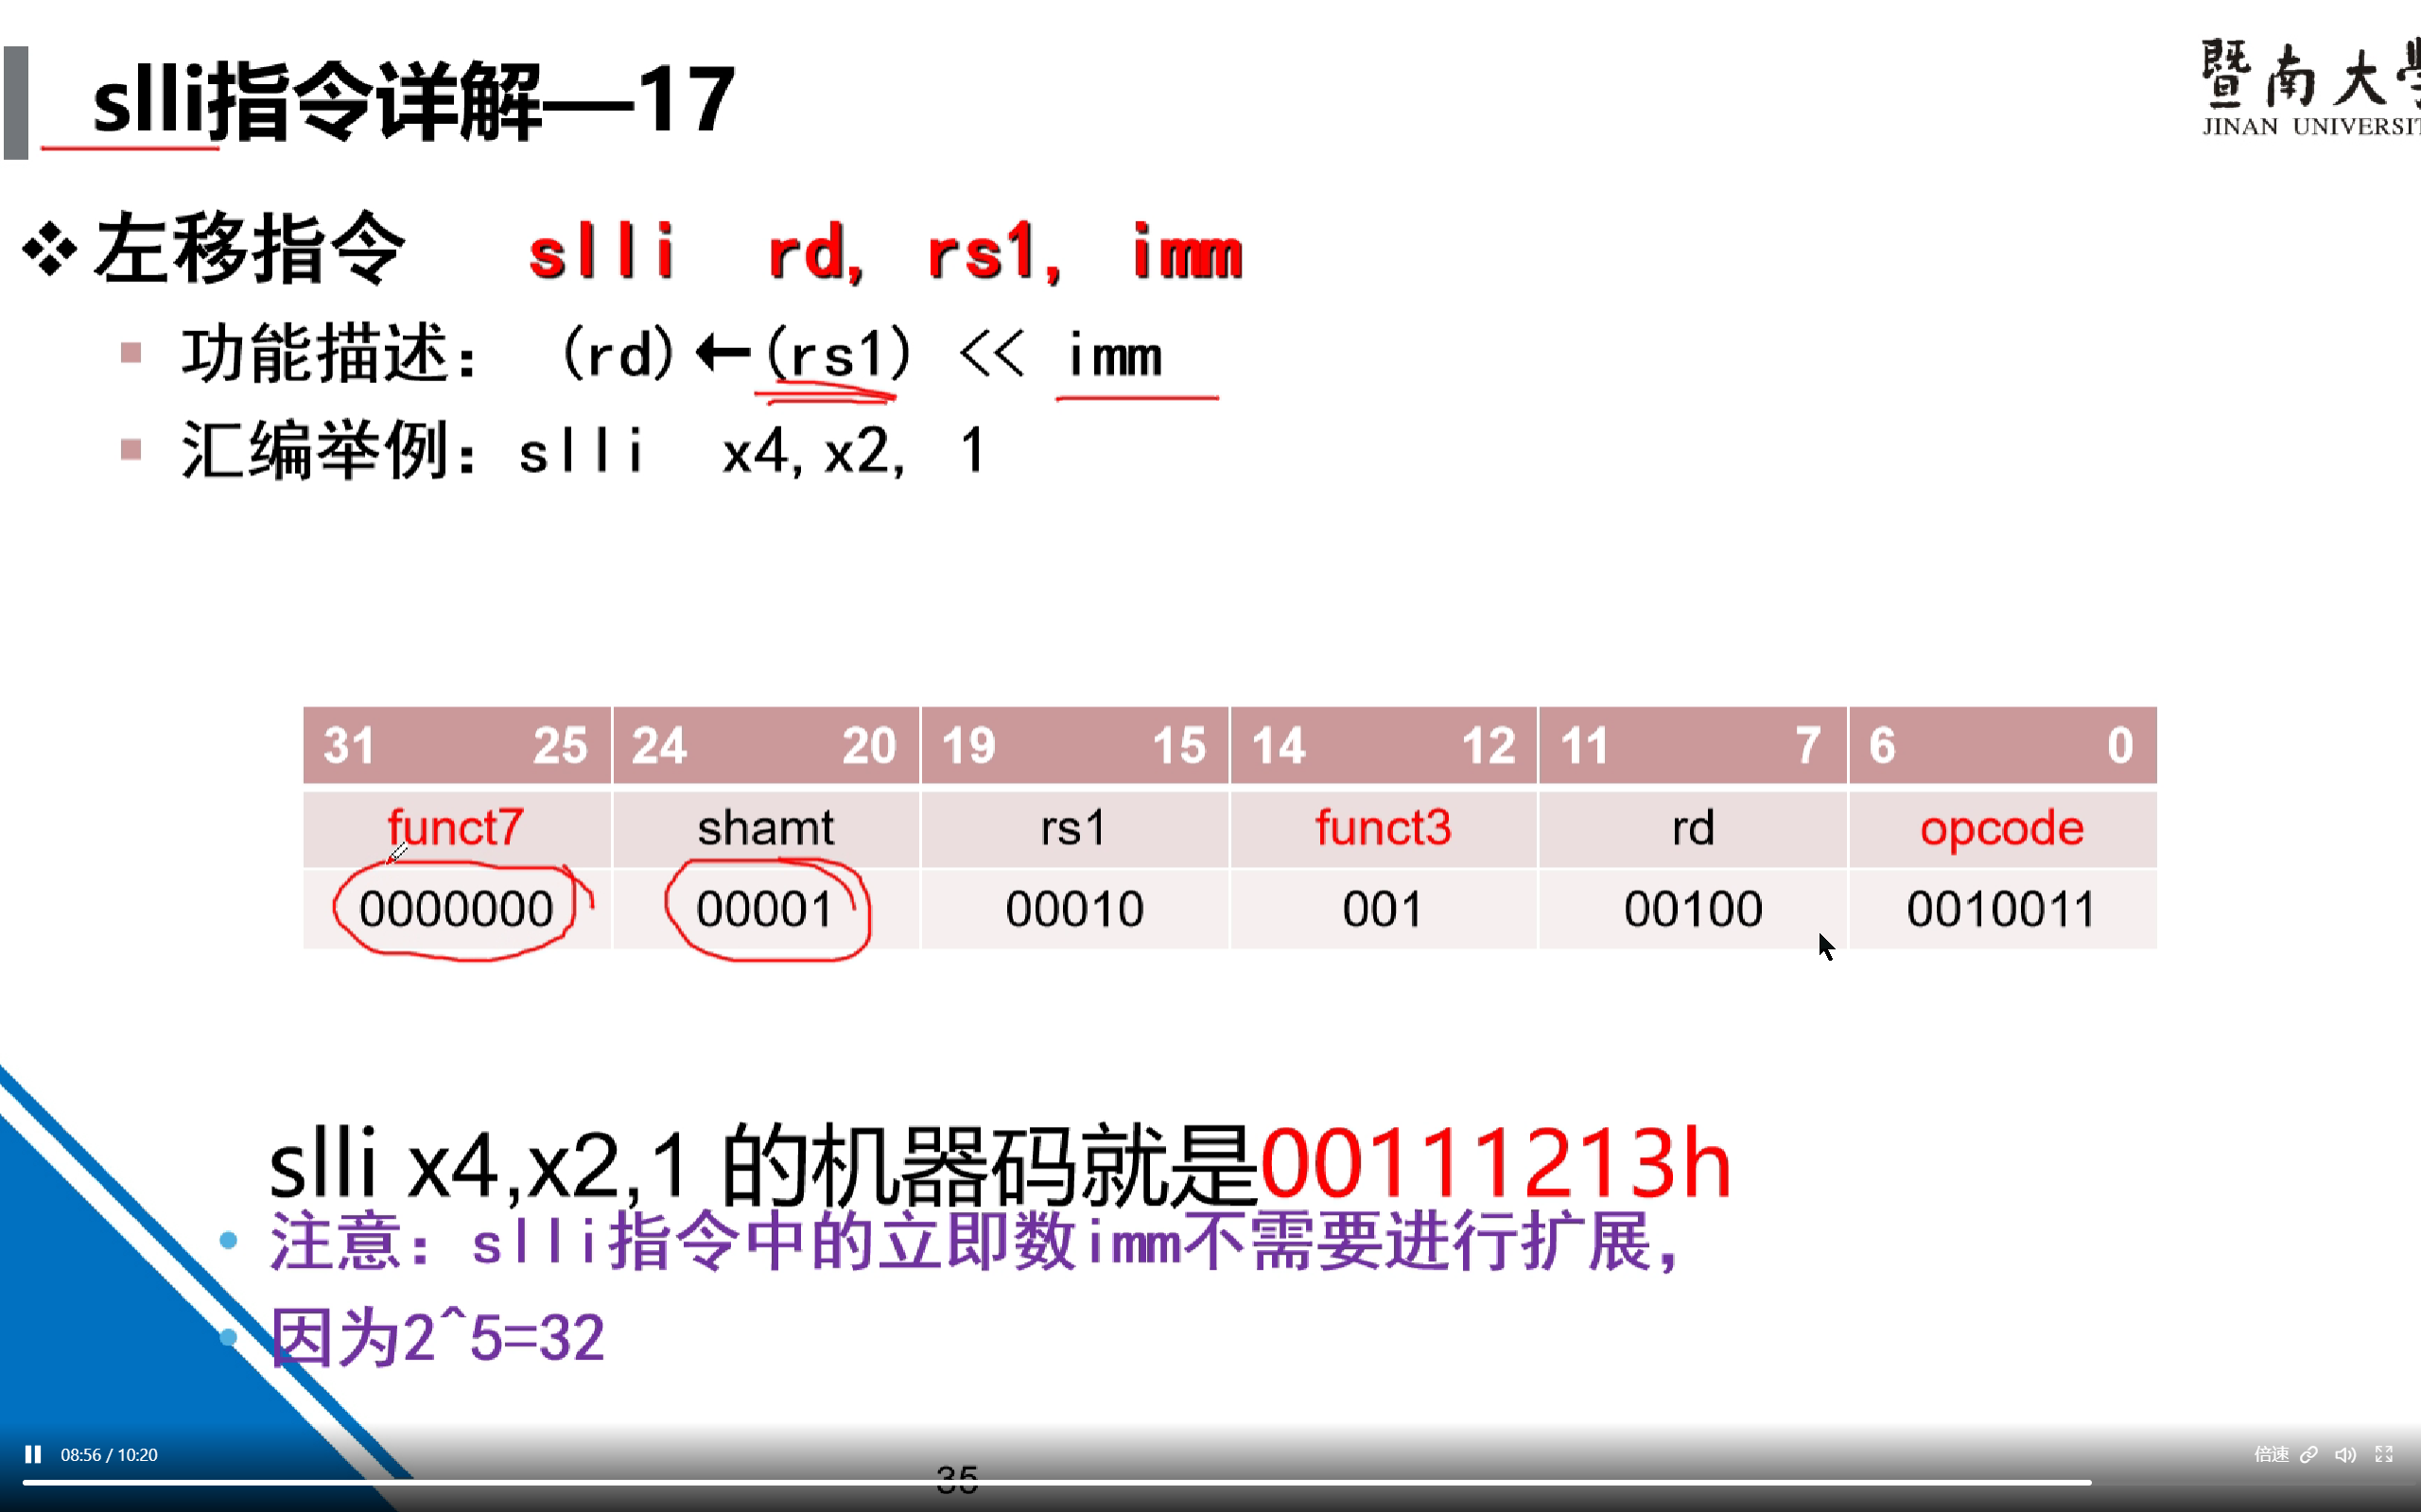 slli指令详解—17
暨南大学
JINAN UNIVERSIT
左移指令 slli rd, rs1, imm
功能描述： (rd)←(rs1) << imm
汇编举例：slli x4, x2, 1
31 25 24 20 19 15 14 12 11 7 6 0
funct7 shamt rs1 funct3 rd opcode
0000000 00001 00010 001 00100 0010011
slli x4,x2,1 的机器码就是00111213h
注意：slli指令中的立即数imm不需要进行扩展，
因为2^5=32
08:56 / 10:20
倍速
35